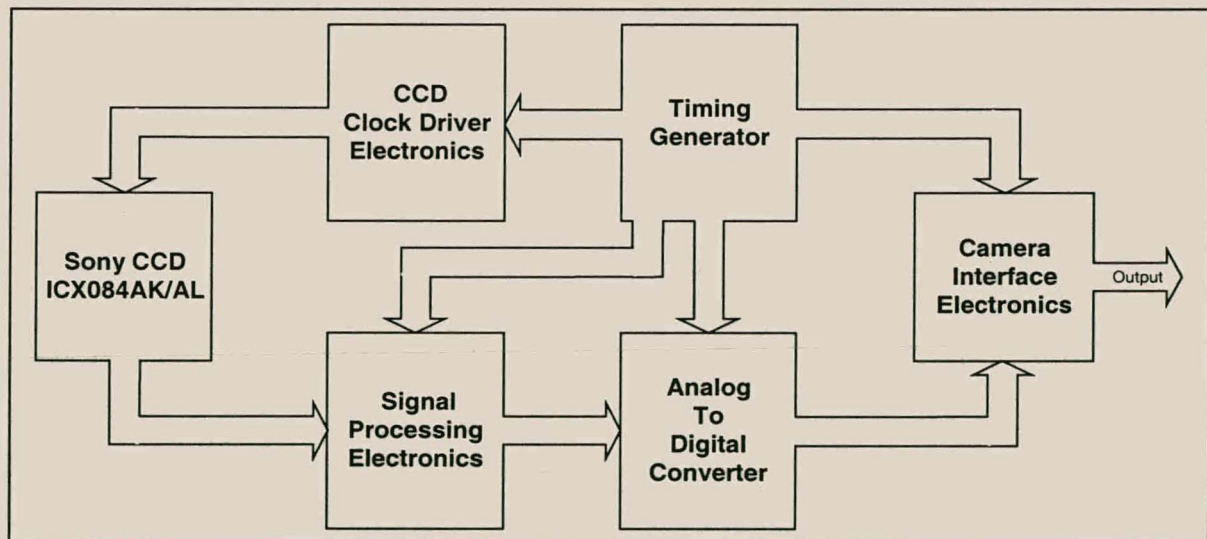 CCD
Clock Driver
Electronics
Timing
Generator
Sony CCD
ICX084AK/AL
Camera
Interface
Electronics
Output
Signal
Processing
Electronics
Analog
To
Digital
Converter